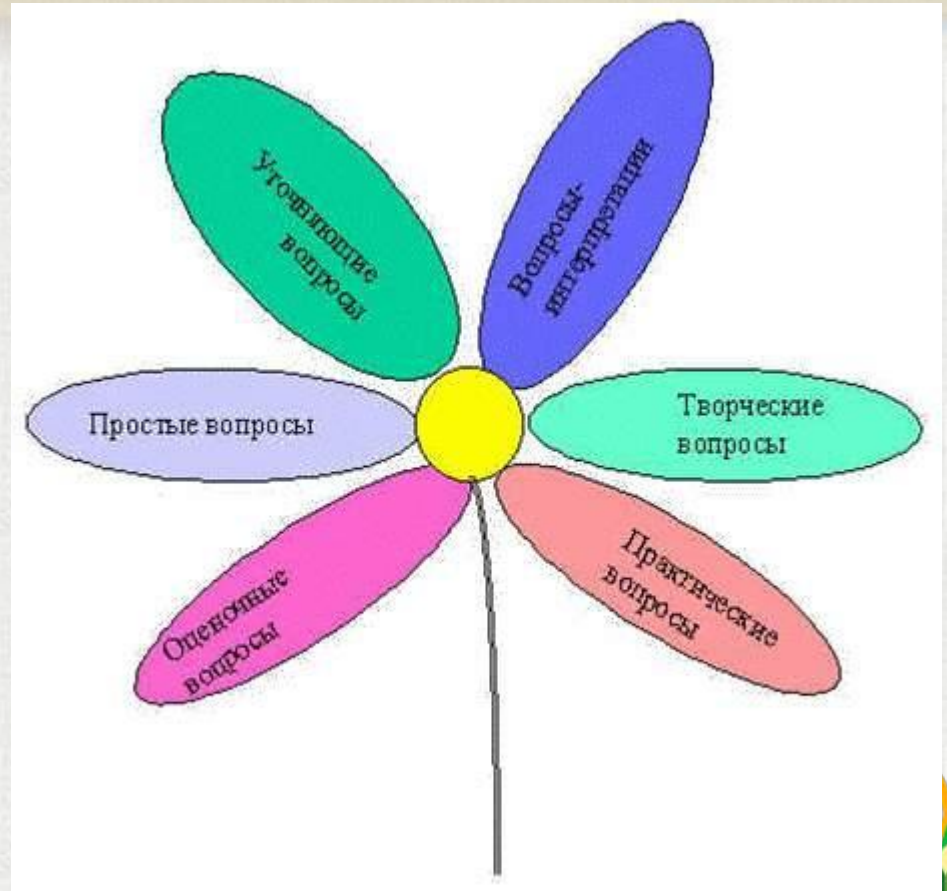 Уточняющие
вопросы
Вопросы-
интерпретации
Простые вопросы
Творческие
вопросы
Оценочные
вопросы
Практические
вопросы